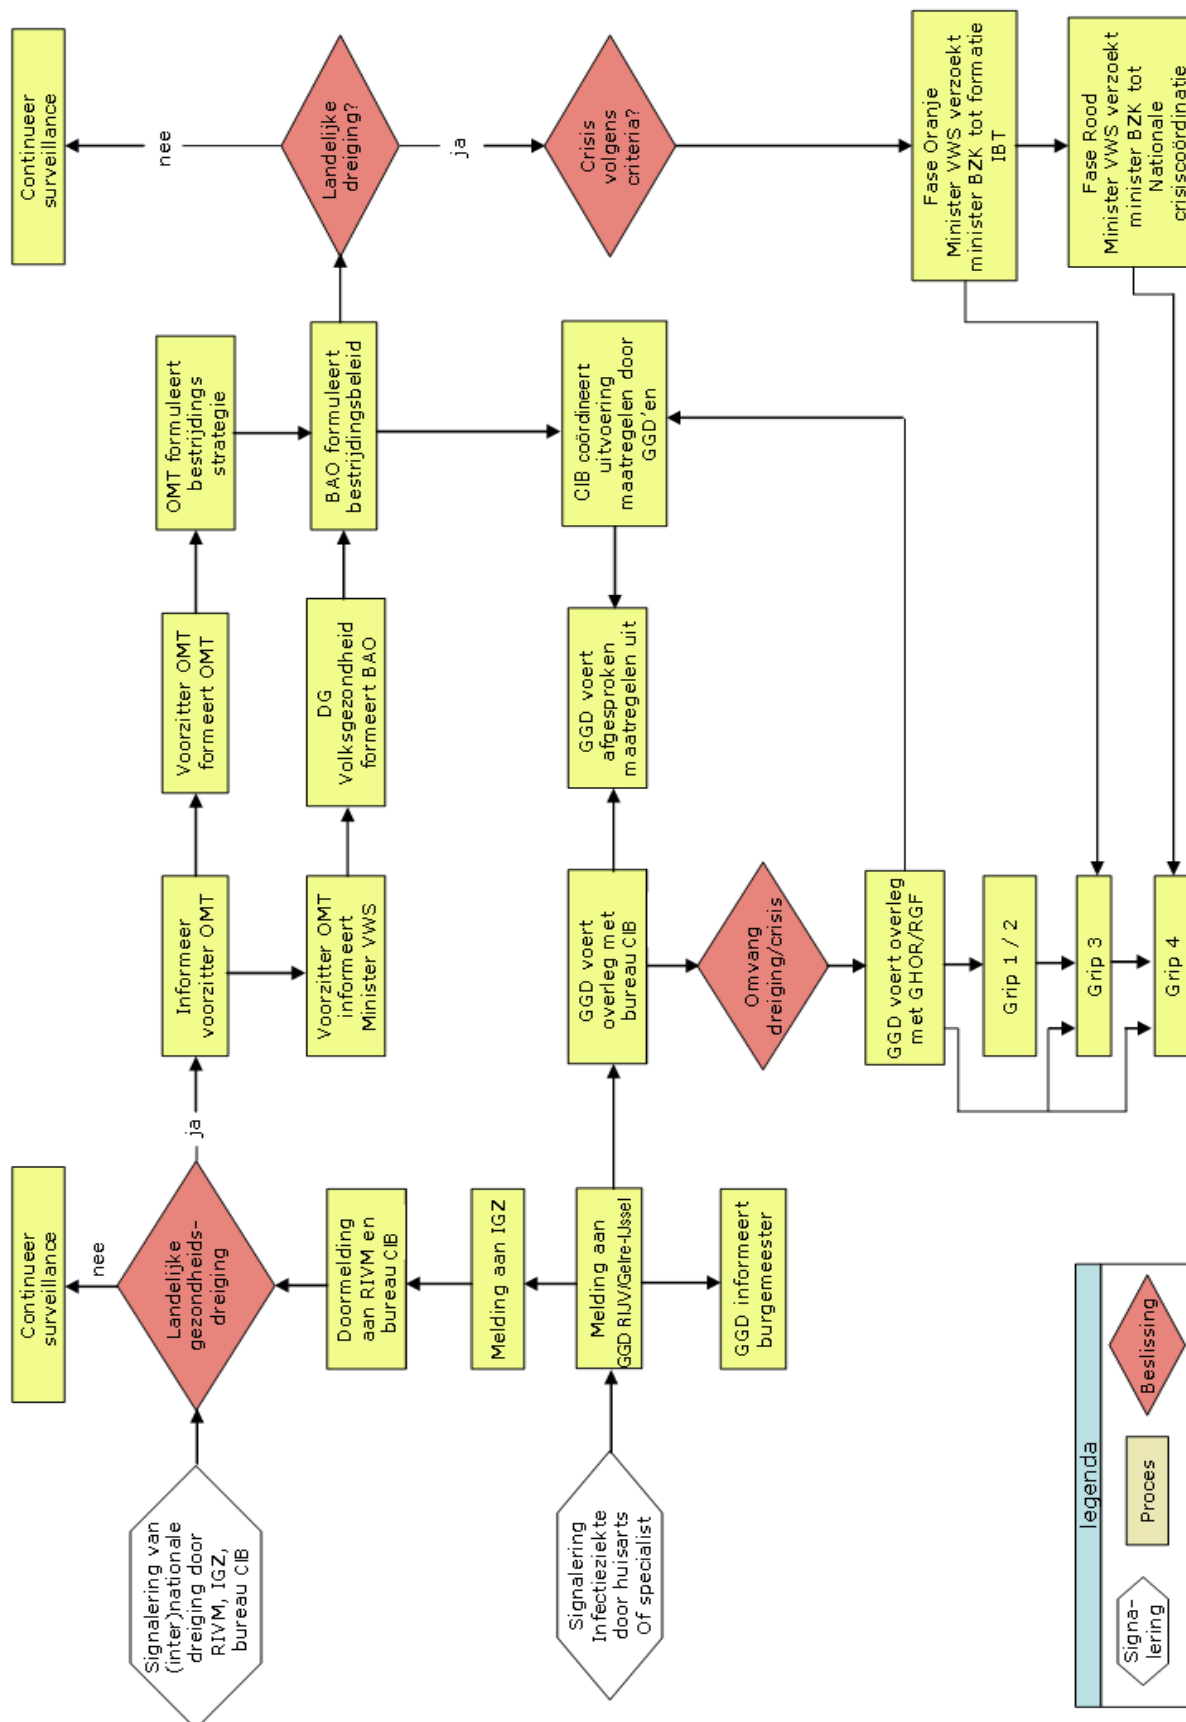 Signalering van
(inter)nationale
dreiging door
RIVM, IGZ,
bureau CIB
Continueer
surveillance
nee
Landelijke
gezondheids-
dreiging
ja
Doormelding
aan RIVM en
bureau CIB
Melding aan IGZ
Signalering
Infectieziekte
door huisarts
Of specialist
Melding aan
GGD RIJV/Gelre-IJssel
GGD informeert
burgemeester
Informeer
voorzitter OMT
Voorzitter OMT
informeert
Minister VWS
Voorzitter OMT
formeert OMT
DG
Volksgezondheid
formeert BAO
OMT formuleert
bestrijdings
strategie
BAO formuleert
bestrijdingsbeleid
Continueer
surveillance
nee
Landelijke
dreiging?
ja
Crisis
volgens
criteria?
GGD voert
overleg met
bureau CIB
GGD voert
afgesproken
maatregelen uit
CIB coördineert
uitvoering
maatregelen door
GGD'en
Omvang
dreiging/crisis
GGD voert overleg
met GHOR/RGF
Grip 1 / 2
Grip 3
Grip 4
Fase Oranje
Minister VWS verzoekt
minister BZK tot formatie
IBT
Fase Rood
Minister VWS verzoekt
minister BZK tot
Nationale
crisiscoördinatie
legenda
Signa-
lering
Proces
Beslissing